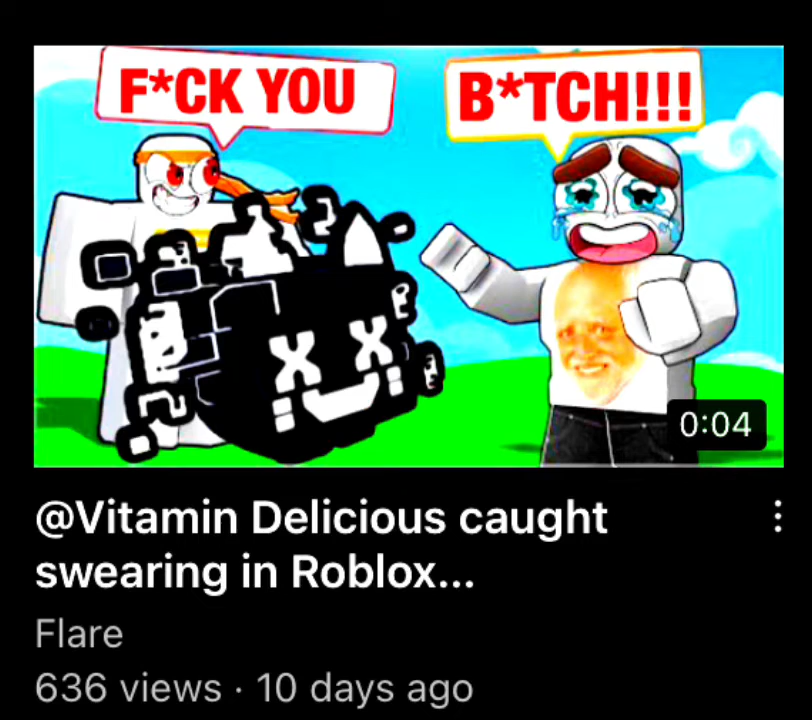 F*CK YOU
B*TCH!!!
0:04
@Vitamin Delicious caught
swearing in Roblox...
Flare
636 views · 10 days ago